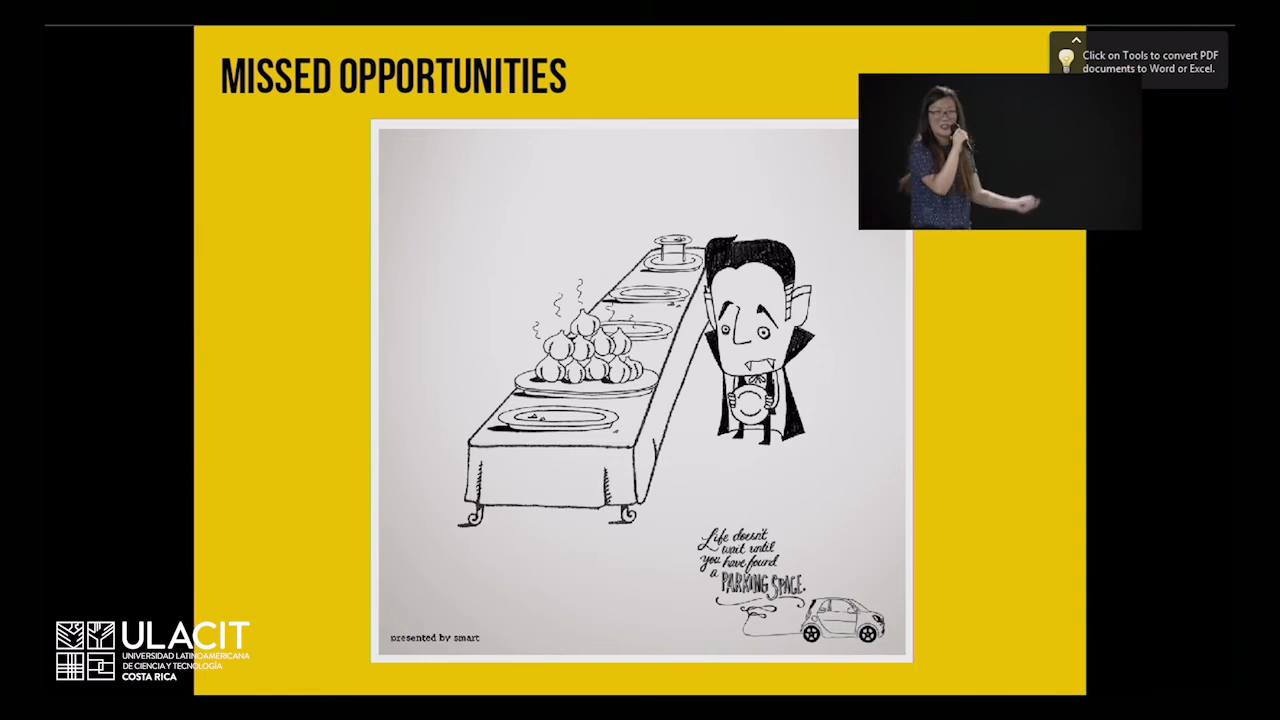 MISSED OPPORTUNITIES
Click on Tools to convert PDF
documents to Word or Excel.
Life doesn't
wait until
you have found
a PARKING SPACE.
presented by smart
ULACIT
UNIVERSIDAD LATINOAMERICANA
DE CIENCIA Y TECNOLOGÍA
COSTA RICA